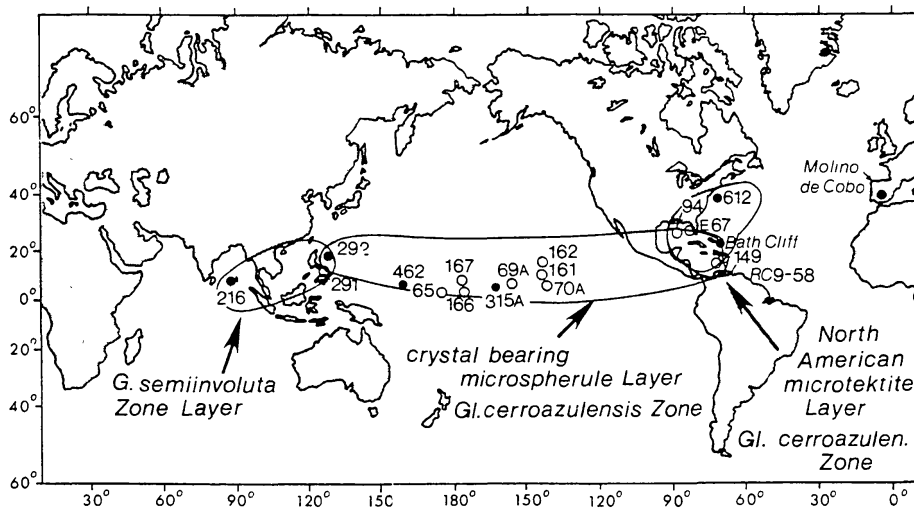 60°
40°
20°
0°
20°
40°
60°
Molino
de Cobo
94
612
E67
Bath Cliff
149
RC9-58
292
291
216
462
65
167
166
315A
69A
162
161
70A
G. semiinvoluta
Zone Layer
crystal bearing
microspherule Layer
Gl. cerroazulensis Zone
North
American
microtektite
Layer
Gl. cerroazulen.
Zone
30°
60°
90°
120°
150°
180°
150°
120°
90°
60°
30°
0°